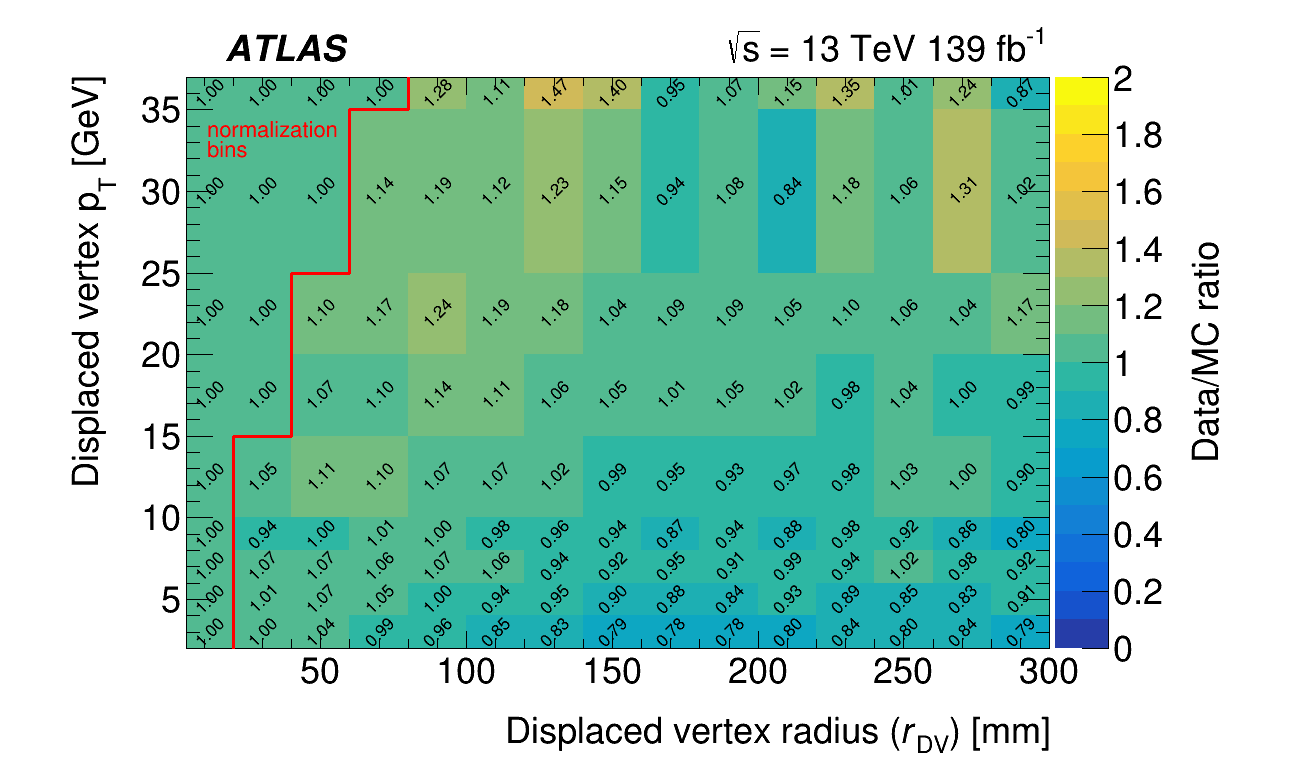 ATLAS
√s = 13 TeV 139 fb-1
Displaced vertex pT [GeV]
normalization
bins
35 1.00 1.00 1.00 1.00 1.28 1.11 1.47 1.40 0.95 1.07 1.15 1.35 1.01 1.24 0.87
30 1.00 1.00 1.00 1.14 1.19 1.12 1.23 1.15 0.94 1.08 0.84 1.18 1.06 1.31 1.02
25
1.00 1.00 1.10 1.17 1.24 1.19 1.18 1.04 1.09 1.09 1.05 1.10 1.06 1.04 1.17
20
1.00 1.00 1.07 1.10 1.14 1.11 1.06 1.05 1.01 1.05 1.02 0.98 1.04 1.00 0.99
15
1.00 1.05 1.11 1.10 1.07 1.07 1.02 0.99 0.95 0.93 0.97 0.98 1.03 1.00 0.90
10
1.00 0.94 1.00 1.01 1.00 0.98 0.96 0.94 0.87 0.94 0.88 0.98 0.92 0.86 0.80
1.00 1.07 1.07 1.06 1.07 1.06 0.94 0.92 0.95 0.91 0.99 0.94 1.02 0.98 0.92
5 1.00 1.01 1.07 1.05 1.00 0.94 0.95 0.90 0.88 0.84 0.93 0.89 0.85 0.83 0.91
1.00 1.00 1.04 0.99 0.96 0.85 0.83 0.79 0.78 0.78 0.80 0.84 0.80 0.84 0.79
50 100 150 200 250 300
Displaced vertex radius (rDV) [mm]
2
1.8
1.6
1.4
1.2
1
0.8
0.6
0.4
0.2
0
Data/MC ratio